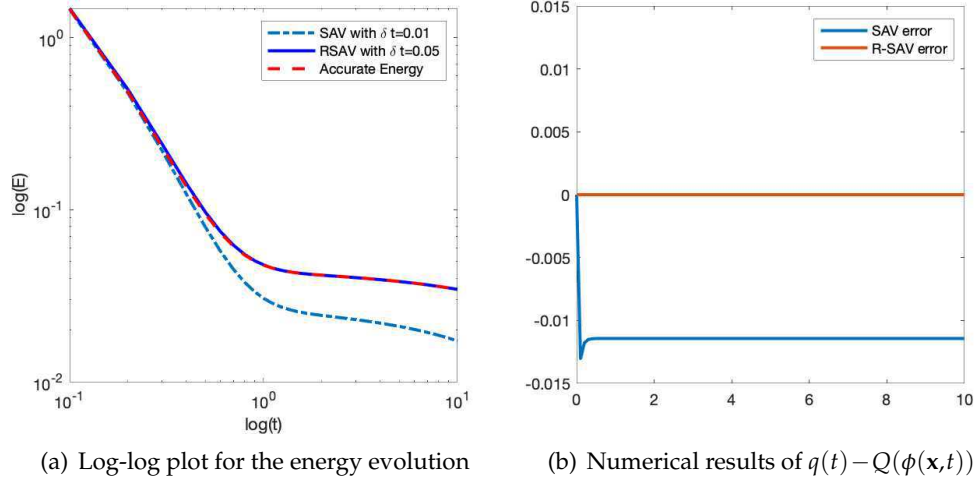 10^0
10^-1
10^-2
log(E)
10^-1
10^0
10^1
log(t)
SAV with δ t=0.01
RSAV with δ t=0.05
Accurate Energy
(a) Log-log plot for the energy evolution
0.015
0.01
0.005
0
-0.005
-0.01
-0.015
0 2 4 6 8 10
SAV error
R-SAV error
(b) Numerical results of q(t)−Q(ϕ(x,t))